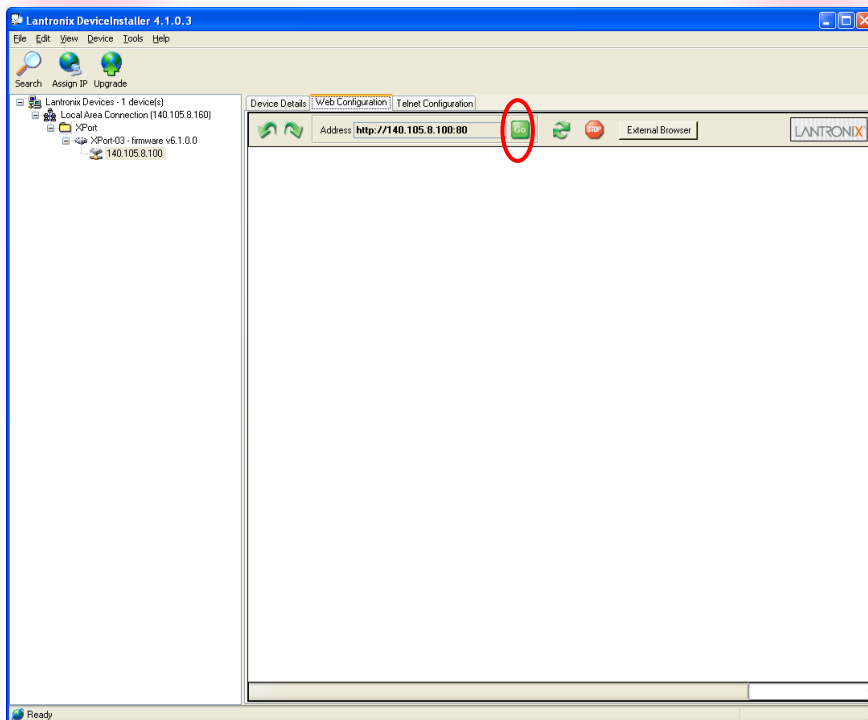 Lantronix DeviceInstaller 4.1.0.3
File Edit View Device Tools Help
Search Assign IP Upgrade
Lantronix Devices - 1 device(s)
Local Area Connection (140.105.8.160)
XPort
XPort-03 - firmware v6.1.0.0
140.105.8.100
Device Details Web Configuration Telnet Configuration
Address http://140.105.8.100:80 Go STOP External Browser LANTRONIX
Ready